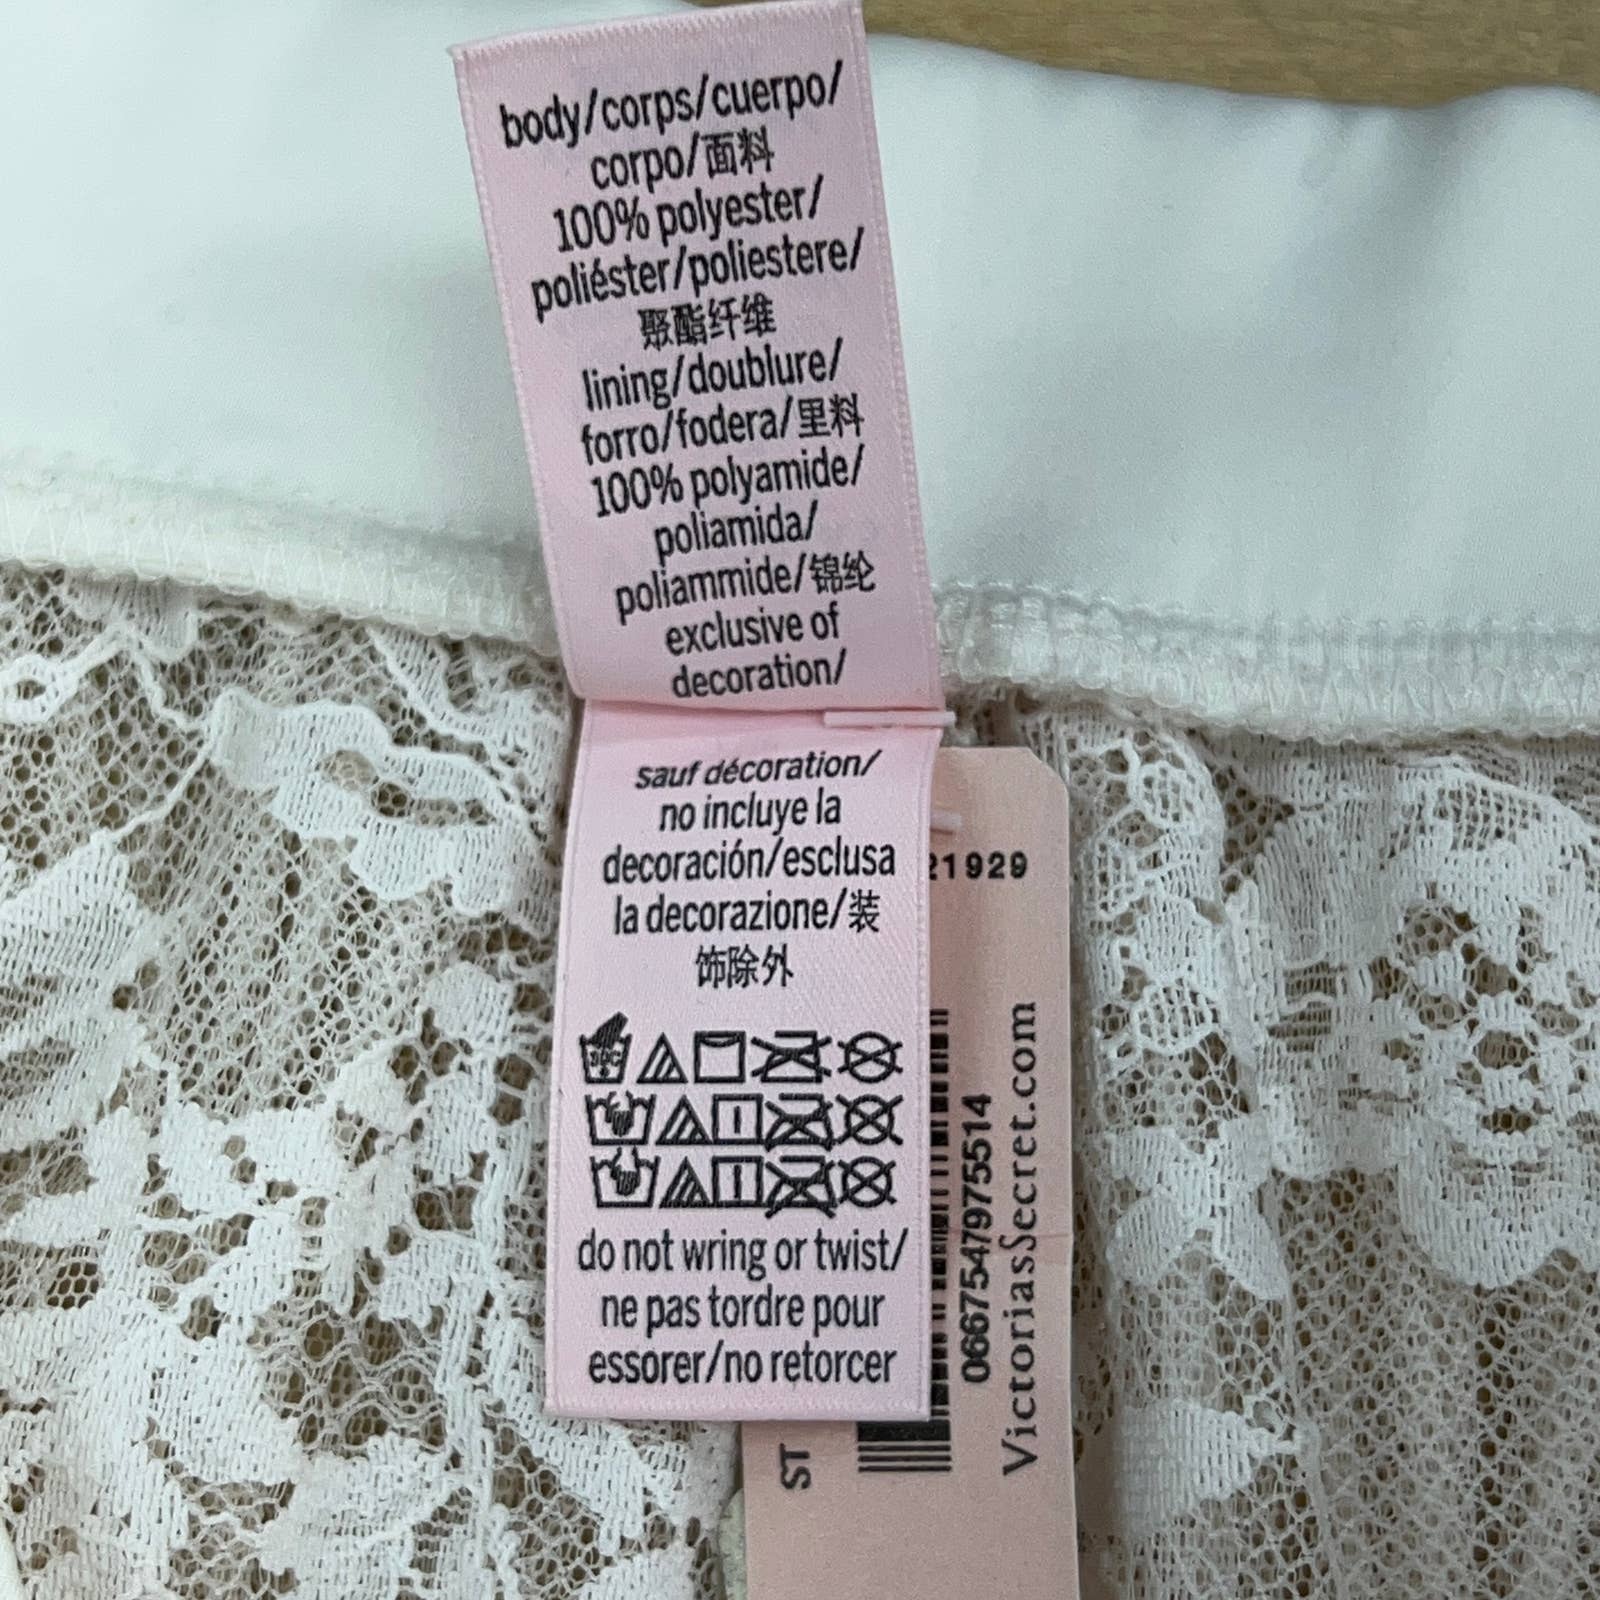 body/corps/cuerpo/
corpo/面料
100% polyester/
poliéster/poliestere/
聚酯纤维
lining/doublure/
forro/fodera/里料
100% polyamide/
poliamida/
poliammide/锦纶
exclusive of
decoration/
sauf décoration/
no incluye la
decoración/esclusa
la decorazione/装
饰除外
30C
do not wring or twist/
ne pas tordre pour
essorer/no retorcer
21929
0667547975514
VictoriasSecret.com
ST